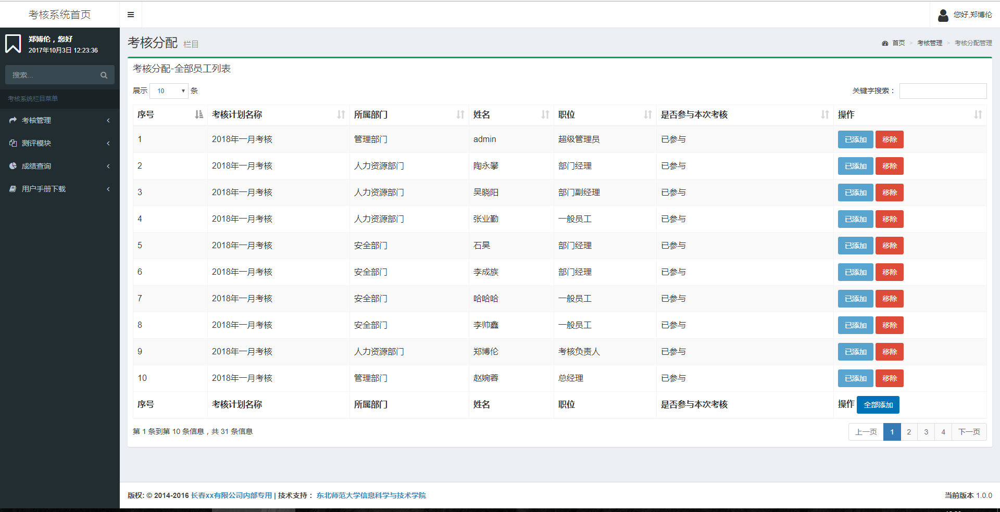 考核系统首页
您好,郑博伦
郑博伦，您好
2017年10月3日 12:23:36
搜索...
考核系统栏目菜单
考核管理
测评模块
成绩查询
用户手册下载
考核分配 栏目
首页 > 考核管理 > 考核分配管理
考核分配-全部员工列表
展示 10 条
关键字搜索：
序号 考核计划名称 所属部门 姓名 职位 是否参与本次考核 操作
1 2018年一月考核 管理部门 admin 超级管理员 已参与 已添加 移除
2 2018年一月考核 人力资源部门 陶永攀 部门经理 已参与 已添加 移除
3 2018年一月考核 人力资源部门 吴晓阳 部门副经理 已参与 已添加 移除
4 2018年一月考核 人力资源部门 张业勤 一般员工 已参与 已添加 移除
5 2018年一月考核 安全部门 石昊 部门经理 已参与 已添加 移除
6 2018年一月考核 安全部门 李成族 部门经理 已参与 已添加 移除
7 2018年一月考核 安全部门 哈哈哈 一般员工 已参与 已添加 移除
8 2018年一月考核 安全部门 李帅鑫 一般员工 已参与 已添加 移除
9 2018年一月考核 人力资源部门 郑博伦 考核负责人 已参与 已添加 移除
10 2018年一月考核 管理部门 赵婉蓉 总经理 已参与 已添加 移除
序号 考核计划名称 所属部门 姓名 职位 是否参与本次考核 操作 全部添加
第 1 条到第 10 条信息，共 31 条信息
上一页 1 2 3 4 下一页
版权: © 2014-2016 长春xx有限公司内部专用 | 技术支持： 东北师范大学信息科学与技术学院
当前版本 1.0.0